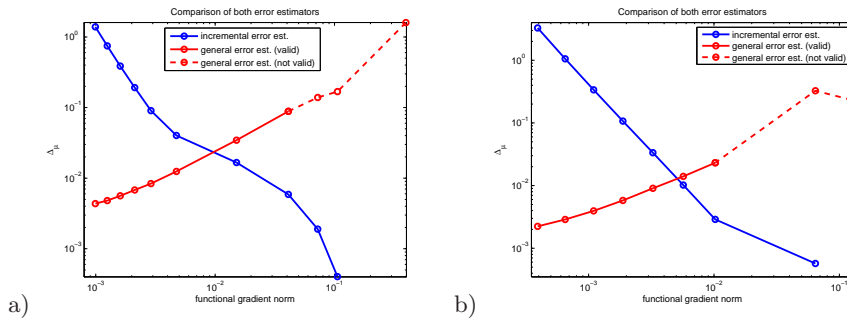 Comparison of both error estimators
incremental error est.
general error est. (valid)
general error est. (not valid)
10^0
10^-1
10^-2
10^-3
Δμ
10^-3
10^-2
10^-1
functional gradient norm
a)
Comparison of both error estimators
incremental error est.
general error est. (valid)
general error est. (not valid)
10^0
10^-1
10^-2
10^-3
Δμ
10^-3
10^-2
10^-1
functional gradient norm
b)